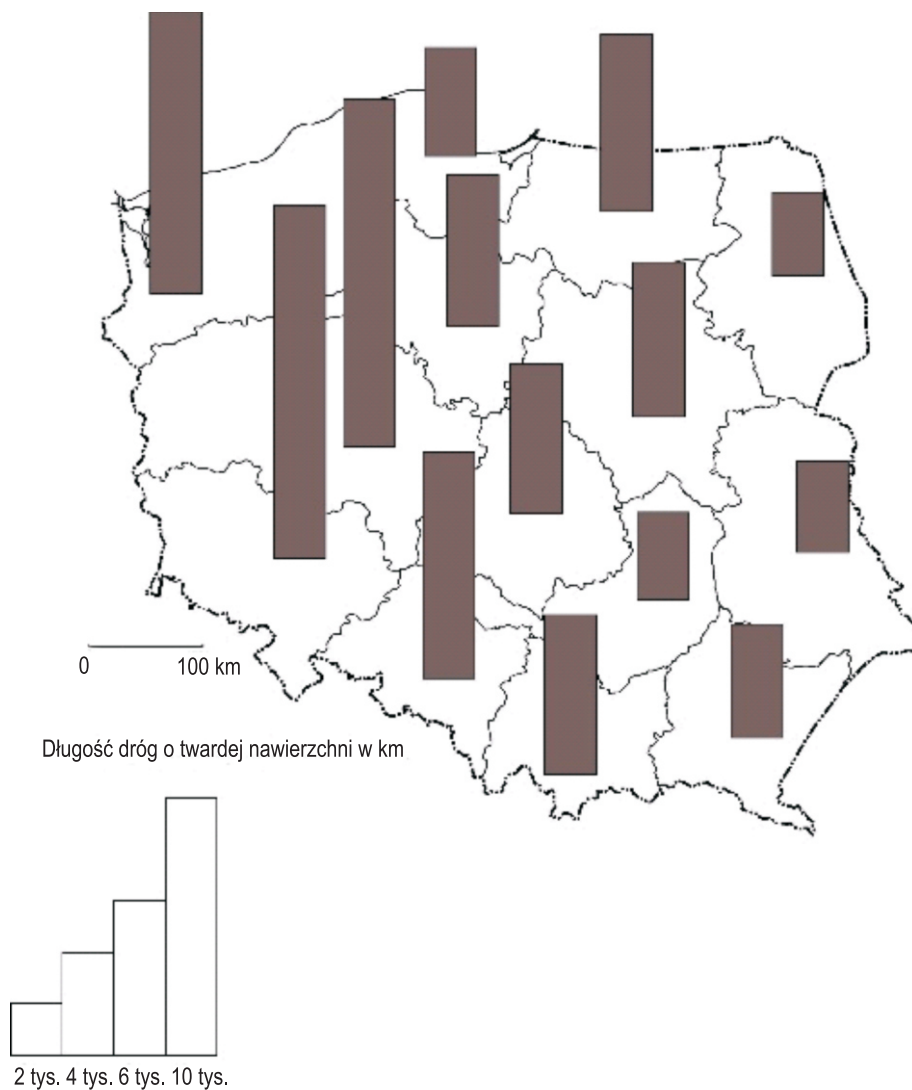 0 100 km
Długość dróg o twardej nawierzchni w km
2 tys. 4 tys. 6 tys. 10 tys.